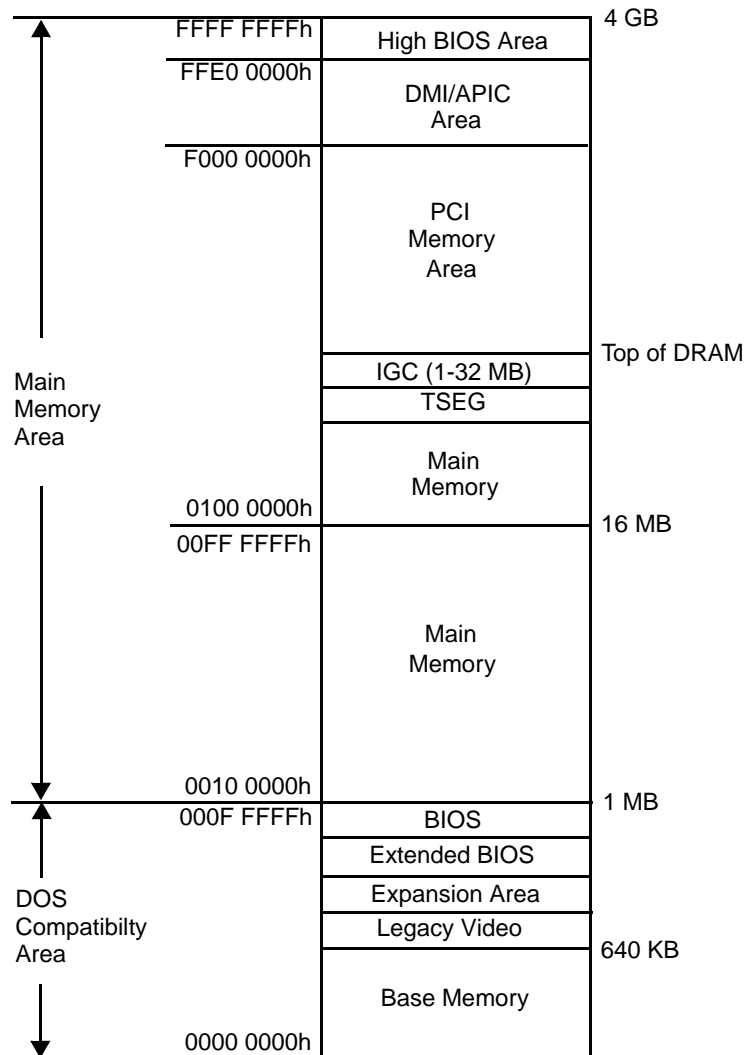 FFFF FFFFh
4 GB
High BIOS Area
FFE0 0000h
DMI/APIC
Area
F000 0000h
PCI
Memory
Area
Top of DRAM
IGC (1-32 MB)
TSEG
Main
Memory
Area
Main
Memory
0100 0000h
16 MB
00FF FFFFh
Main
Memory
0010 0000h
1 MB
000F FFFFh
BIOS
Extended BIOS
Expansion Area
DOS
Compatibilty
Area
Legacy Video
640 KB
Base Memory
0000 0000h